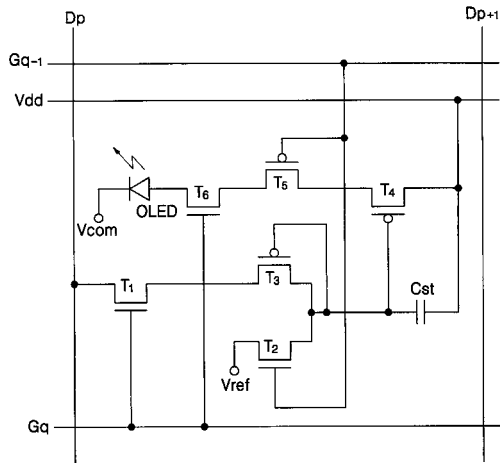 Dp
Dp+1
Gq-1
Vdd
T5
T6
T4
OLED
Vcom
T3
T1
Cst
T2
Vref
Gq